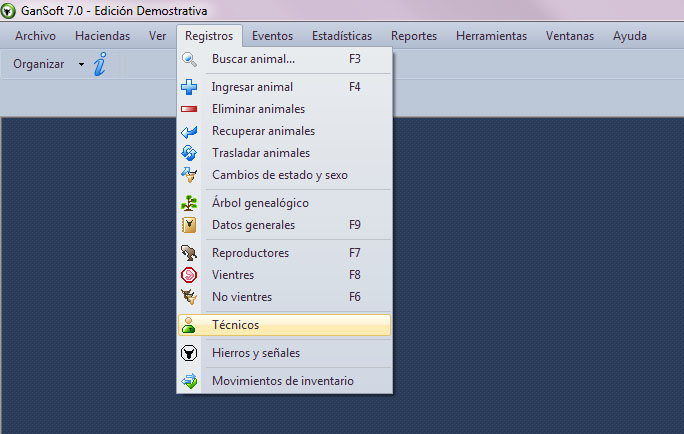 GanSoft 7.0 - Edición Demostrativa
Archivo Haciendas Ver Registros Eventos Estadísticas Reportes Herramientas Ventanas Ayuda
Organizar
Buscar animal... F3
Ingresar animal F4
Eliminar animales
Recuperar animales
Trasladar animales
Cambios de estado y sexo
Árbol genealógico
Datos generales F9
Reproductores F7
Vientres F8
No vientres F6
Técnicos
Hierros y señales
Movimientos de inventario